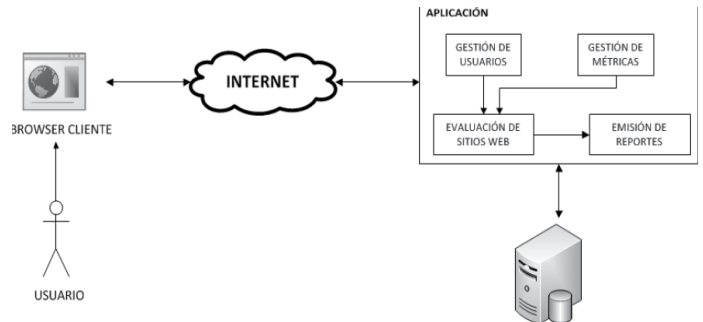 APLICACIÓN
GESTIÓN DE
USUARIOS
GESTIÓN DE
MÉTRICAS
INTERNET
BROWSER CLIENTE
EVALUACIÓN DE
SITIOS WEB
EMISIÓN DE
REPORTES
USUARIO